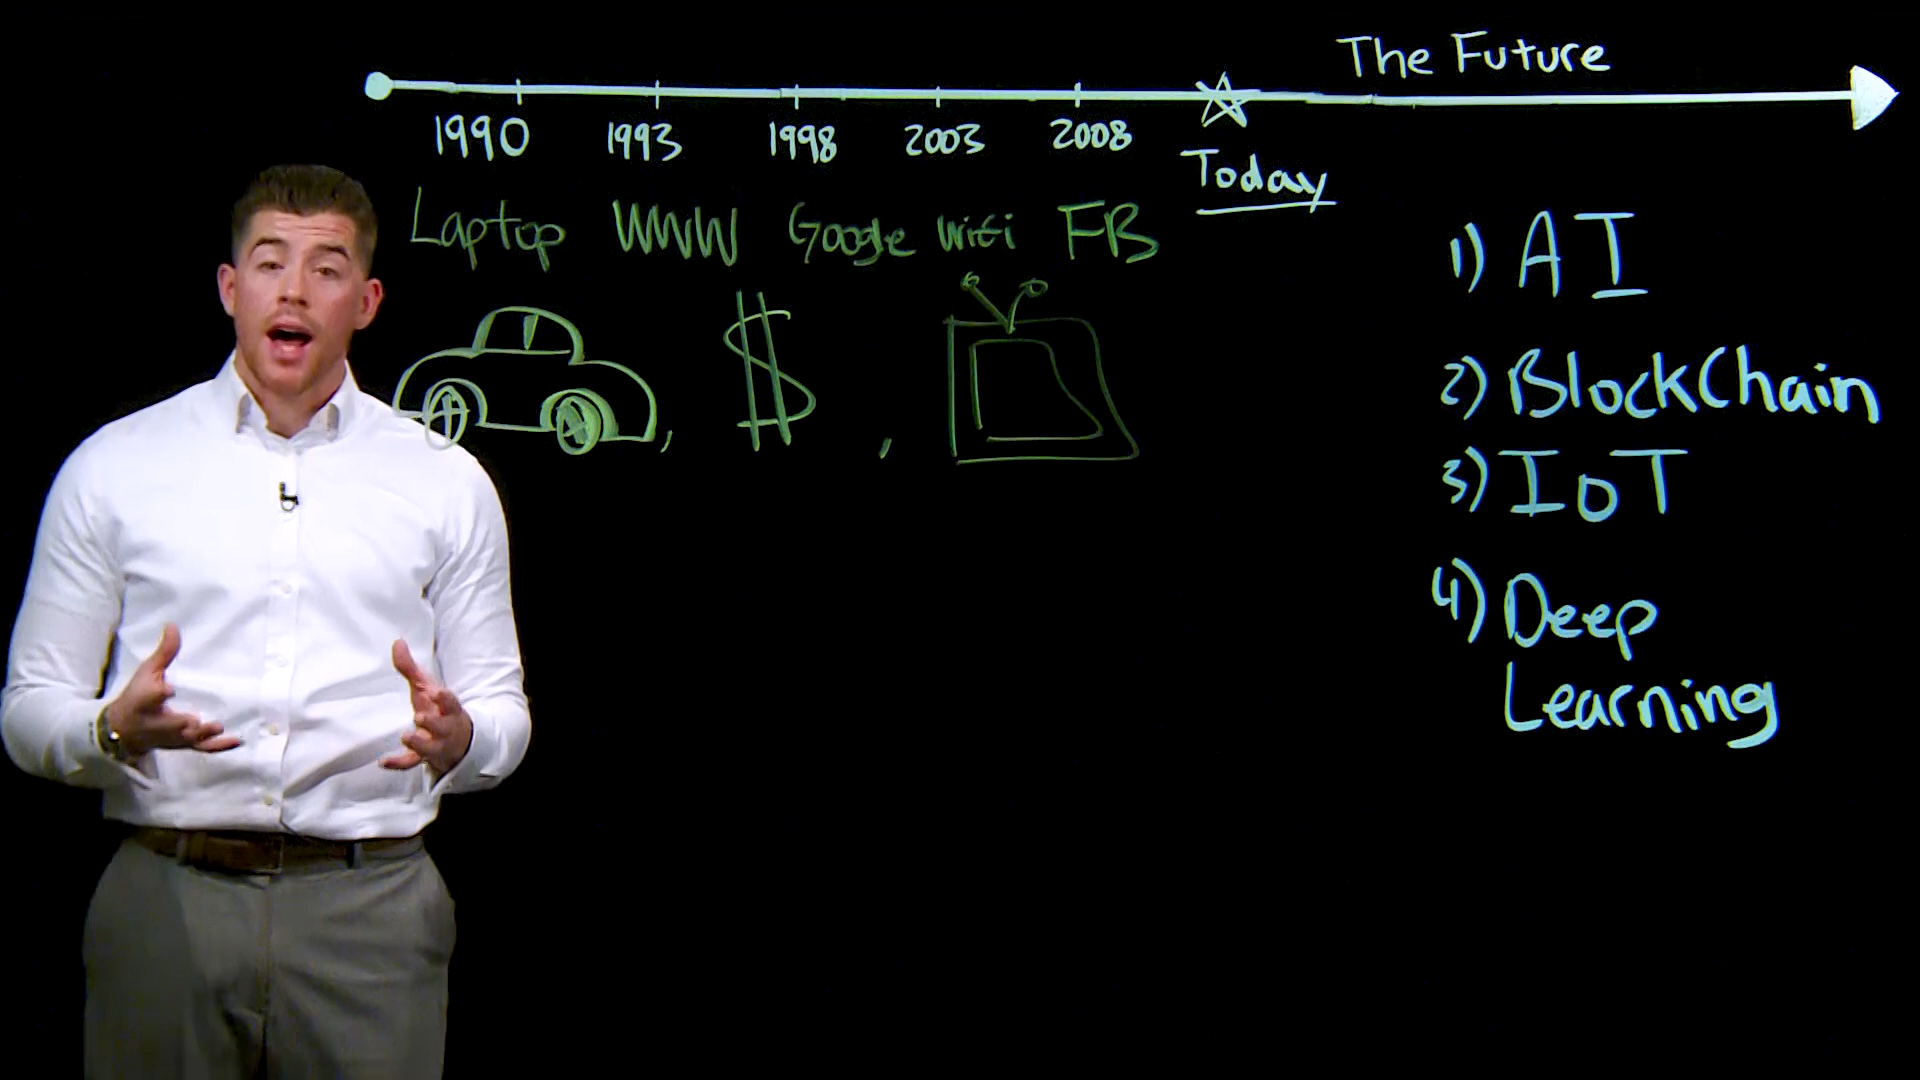 The Future
1990 1993 1998 2003 2008
Today
Laptop WWW Google Wifi FB
$
1) AI
2) BlockChain
3) IoT
4) Deep
Learning